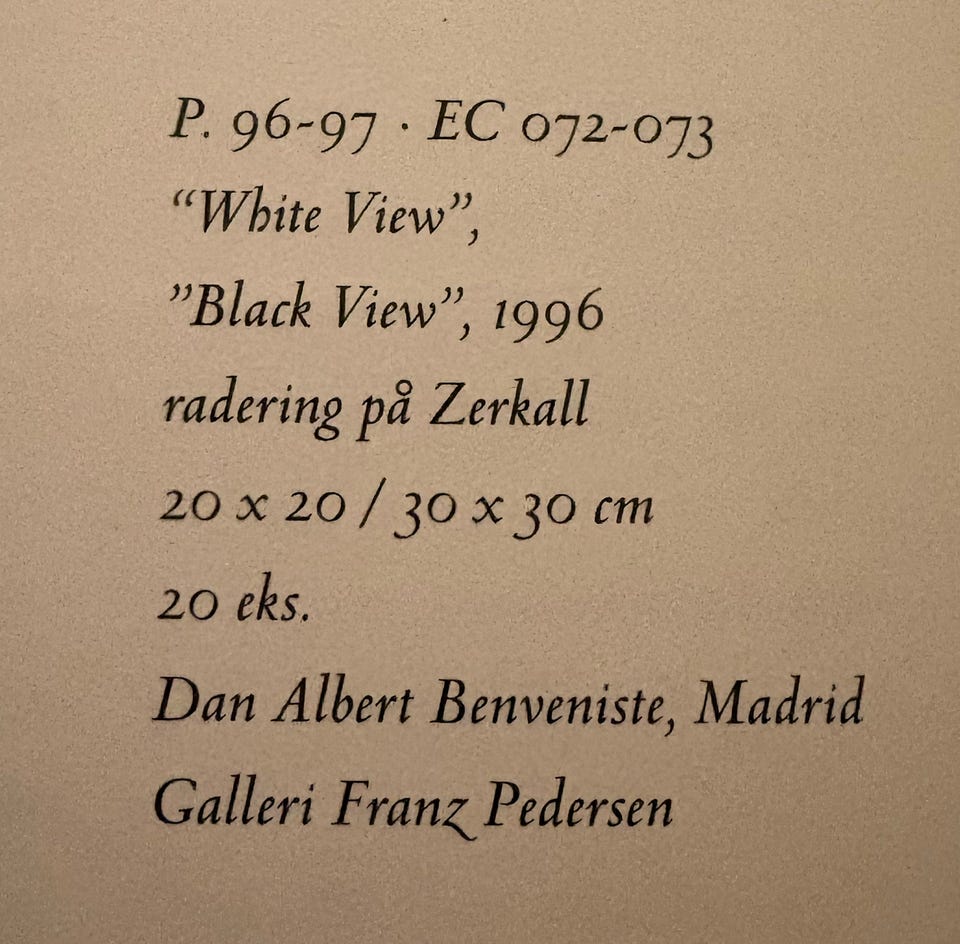 P. 96-97 · EC 072-073
“White View”,
”Black View”, 1996
radering på Zerkall
20 x 20 / 30 x 30 cm
20 eks.
Dan Albert Benveniste, Madrid
Galleri Franz Pedersen